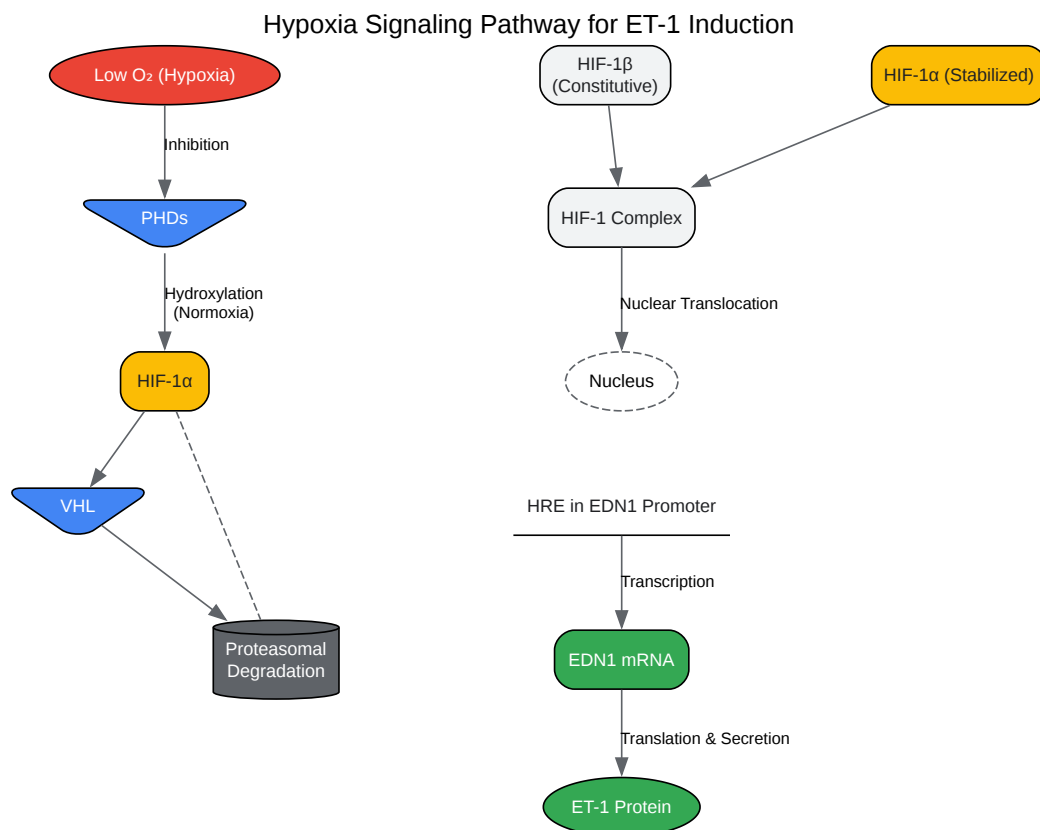 Hypoxia Signaling Pathway for ET-1 Induction
Low O₂ (Hypoxia)
Inhibition
PHDs
Hydroxylation
(Normoxia)
HIF-1α
VHL
Proteasomal
Degradation
HIF-1β
(Constitutive)
HIF-1α (Stabilized)
HIF-1 Complex
Nuclear Translocation
Nucleus
HRE in EDN1 Promoter
Transcription
EDN1 mRNA
Translation & Secretion
ET-1 Protein